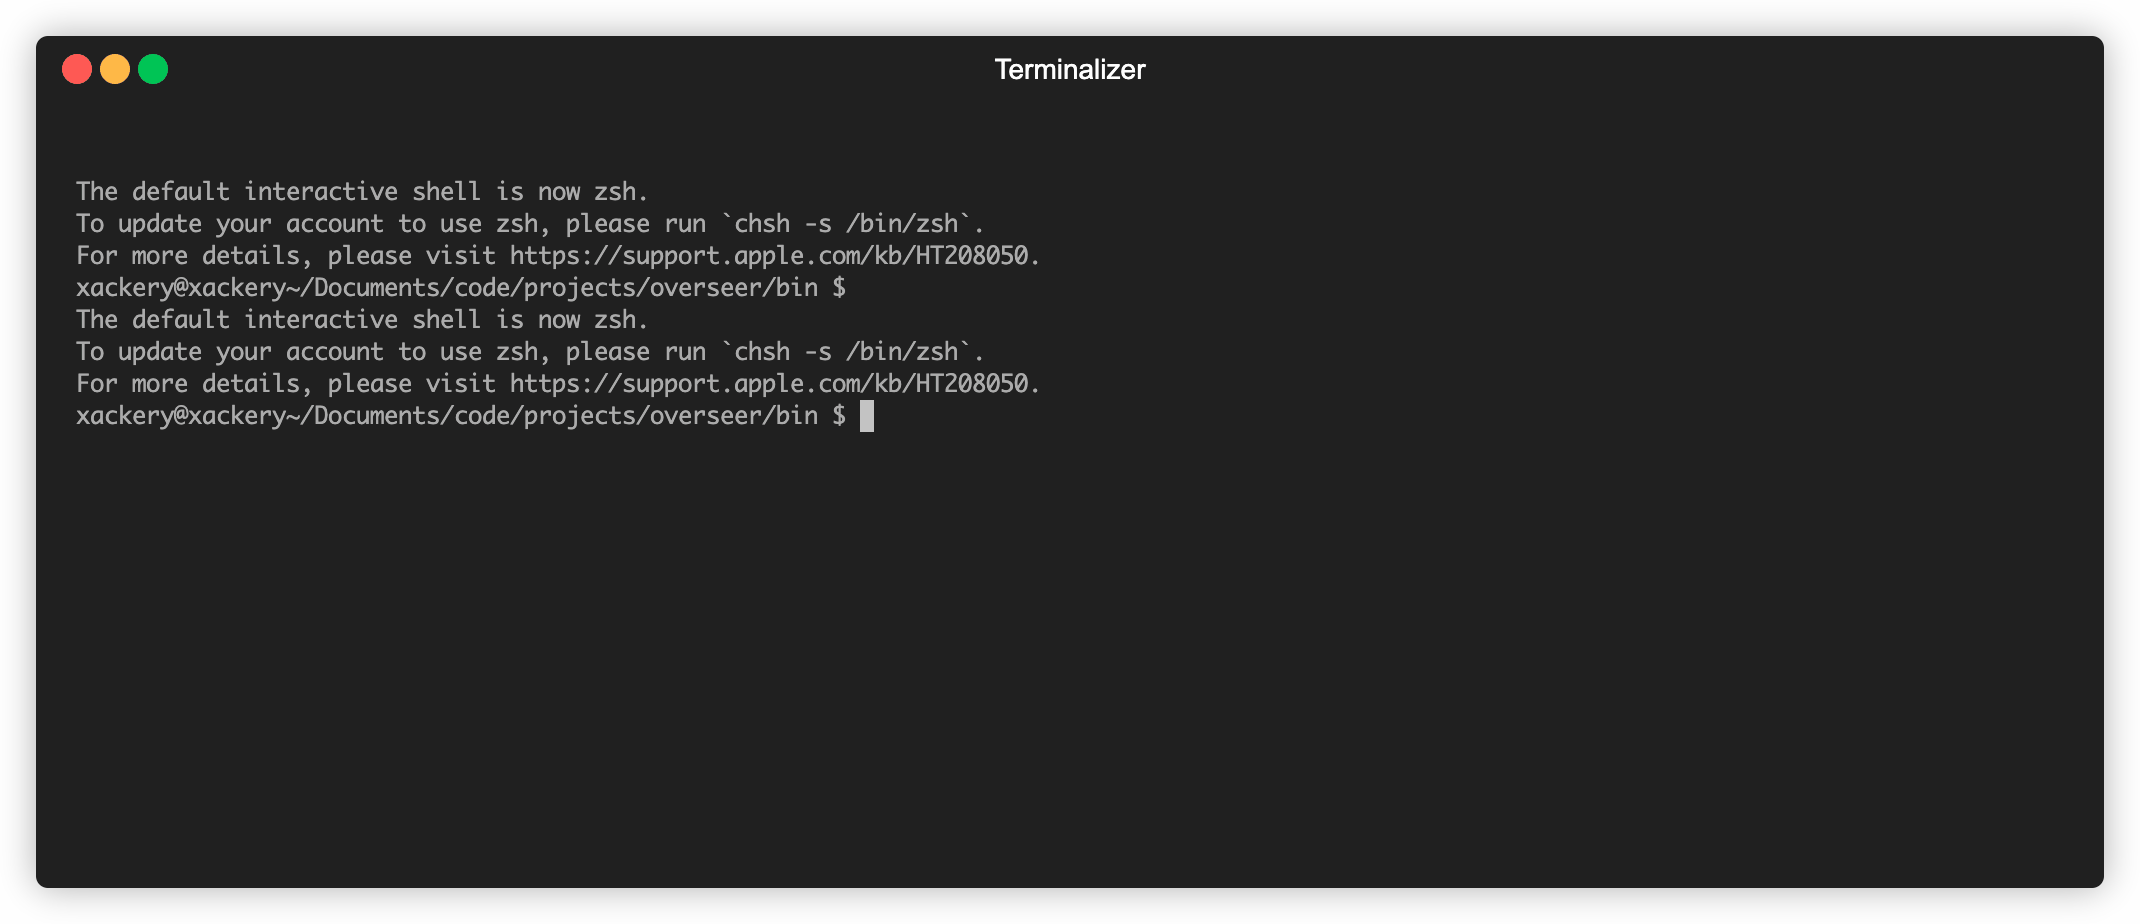 Terminalizer
The default interactive shell is now zsh.
To update your account to use zsh, please run `chsh -s /bin/zsh`.
For more details, please visit https://support.apple.com/kb/HT208050.
xackery@xackery~/Documents/code/projects/overseer/bin $
The default interactive shell is now zsh.
To update your account to use zsh, please run `chsh -s /bin/zsh`.
For more details, please visit https://support.apple.com/kb/HT208050.
xackery@xackery~/Documents/code/projects/overseer/bin $